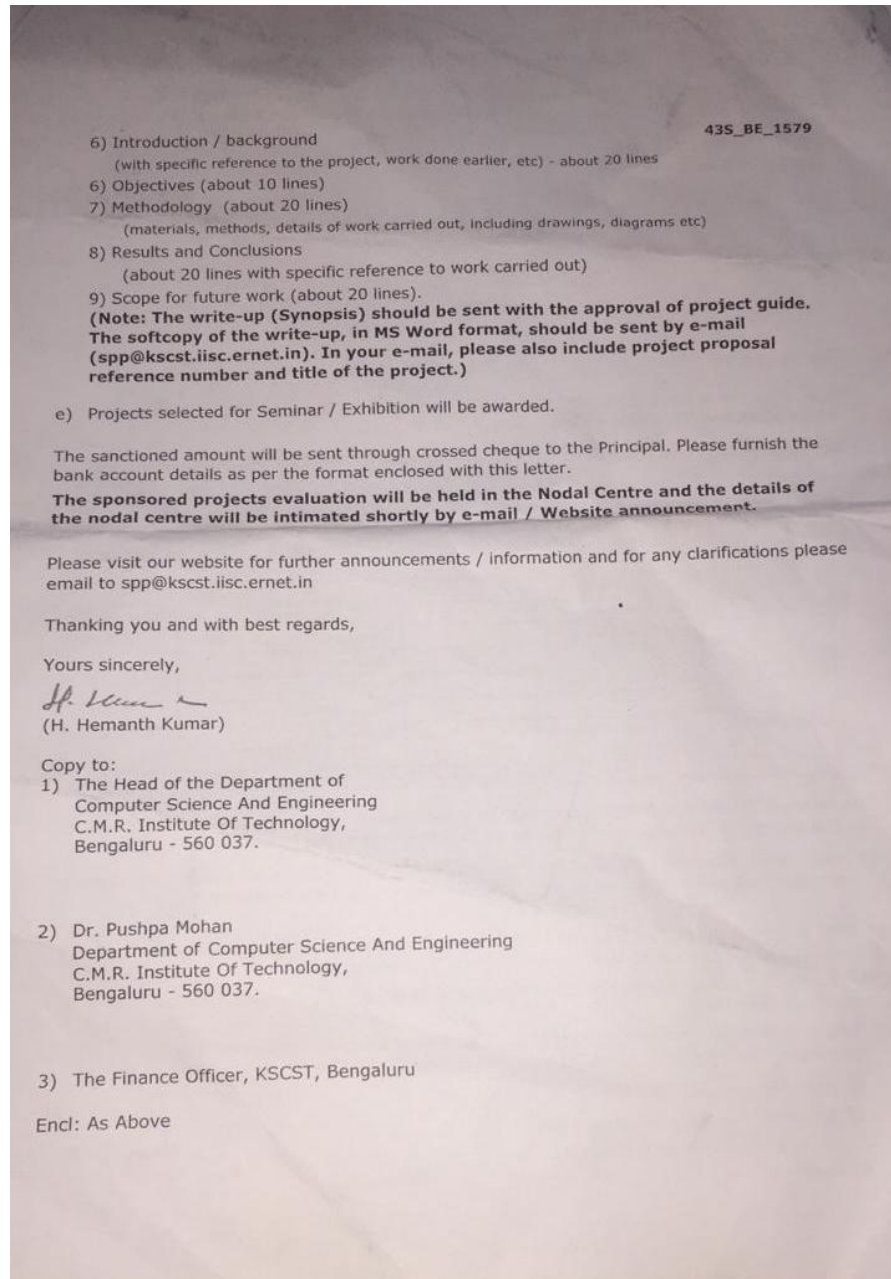 43S_BE_1579
6) Introduction / background
(with specific reference to the project, work done earlier, etc) - about 20 lines
6) Objectives (about 10 lines)
7) Methodology (about 20 lines)
(materials, methods, details of work carried out, including drawings, diagrams etc)
8) Results and Conclusions
(about 20 lines with specific reference to work carried out)
9) Scope for future work (about 20 lines).
(Note: The write-up (Synopsis) should be sent with the approval of project guide.
The softcopy of the write-up, in MS Word format, should be sent by e-mail
(spp@kscst.iisc.ernet.in). In your e-mail, please also include project proposal
reference number and title of the project.)
e) Projects selected for Seminar / Exhibition will be awarded.
The sanctioned amount will be sent through crossed cheque to the Principal. Please furnish the
bank account details as per the format enclosed with this letter.
The sponsored projects evaluation will be held in the Nodal Centre and the details of
the nodal centre will be intimated shortly by e-mail / Website announcement.
Please visit our website for further announcements / information and for any clarifications please
email to spp@kscst.iisc.ernet.in
Thanking you and with best regards,
Yours sincerely,
(H. Hemanth Kumar)
Copy to:
1) The Head of the Department of
Computer Science And Engineering
C.M.R. Institute Of Technology,
Bengaluru - 560 037.
2) Dr. Pushpa Mohan
Department of Computer Science And Engineering
C.M.R. Institute Of Technology,
Bengaluru - 560 037.
3) The Finance Officer, KSCST, Bengaluru
Encl: As Above